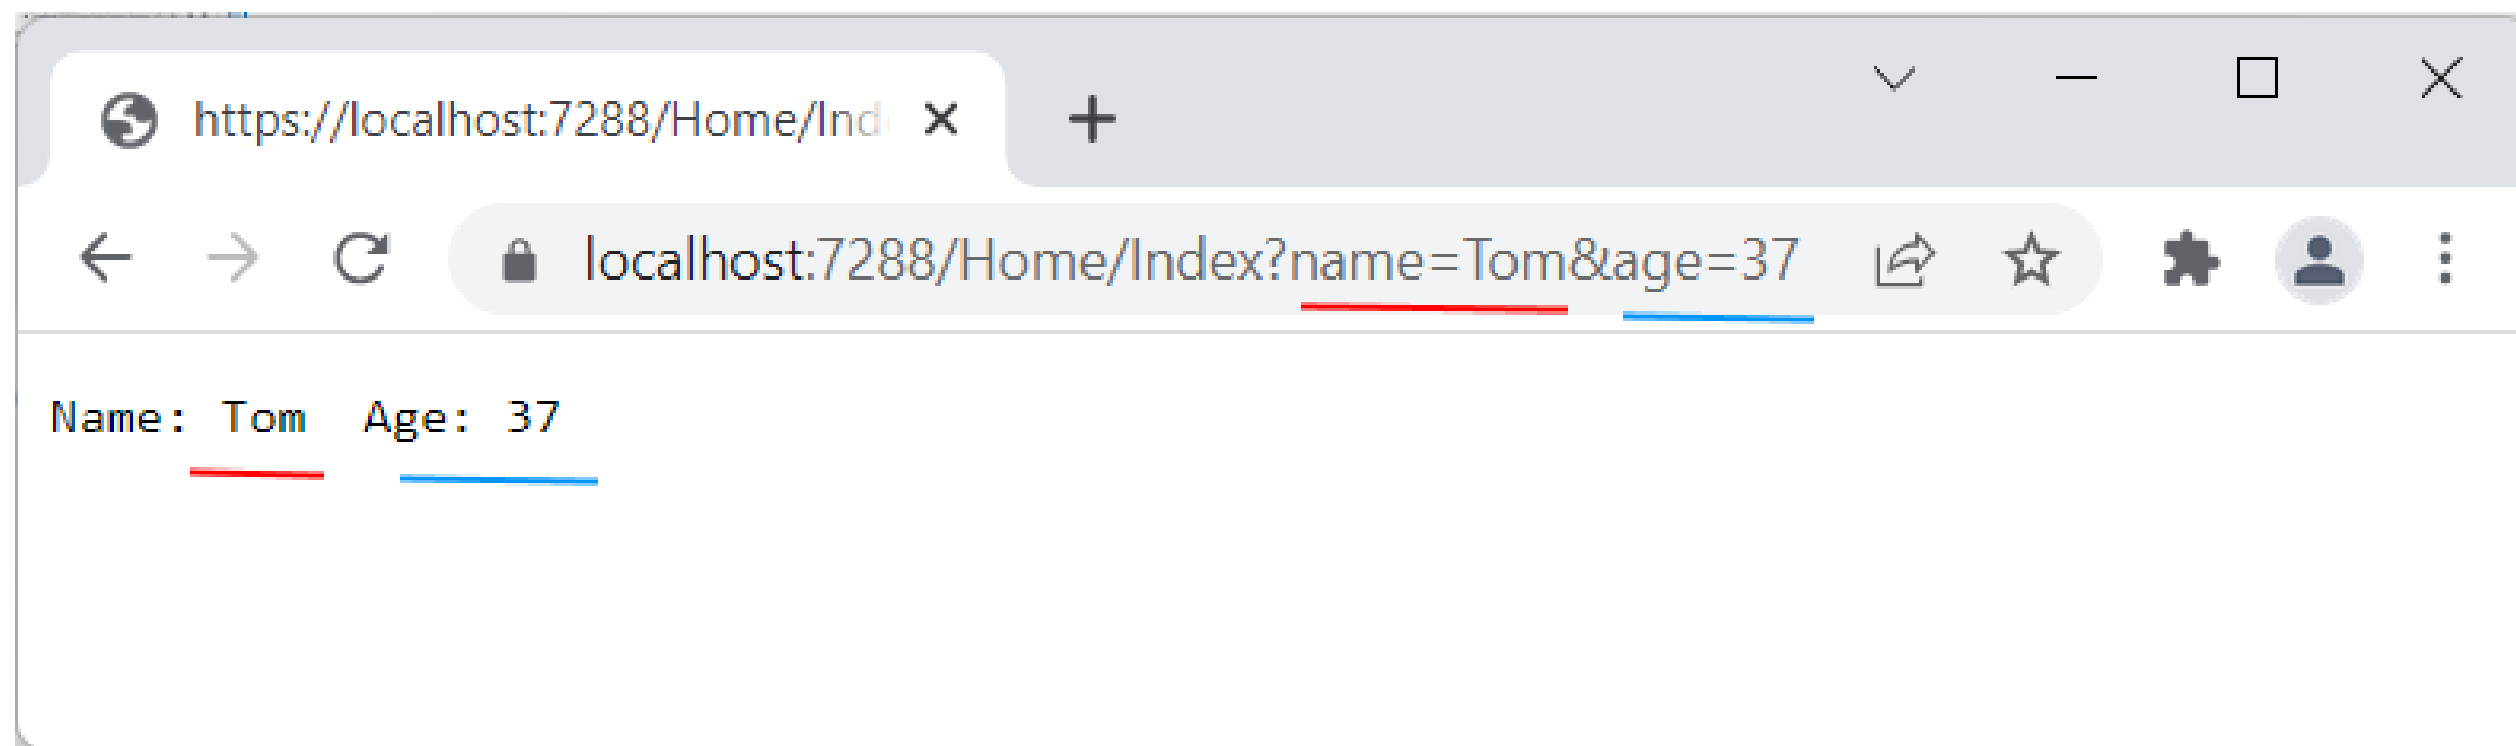 https://localhost:7288/Home/Ind
localhost:7288/Home/Index?name=Tom&age=37
Name: Tom  Age: 37